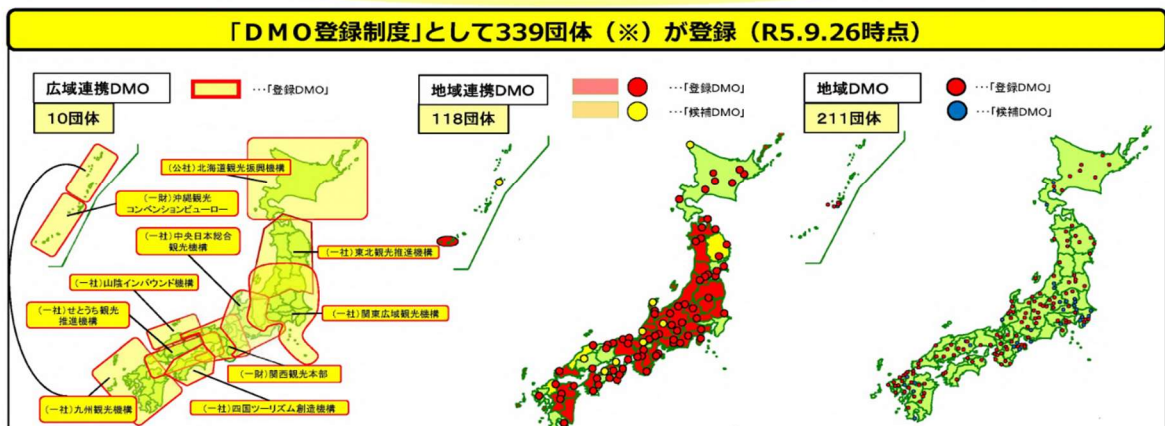 「DMO登録制度」として339団体（※）が登録（R5.9.26時点）
広域連携DMO
…「登録DMO」
10団体
(公社)北海道観光振興機構
(一財)沖縄観光
コンベンションビューロー
(一社)中央日本総合
観光機構
(一社)東北観光推進機構
(一社)山陰インバウンド機構
(一社)せとうち観光
推進機構
(一社)関東広域観光機構
(一財)関西観光本部
(一社)九州観光機構
(一社)四国ツーリズム創造機構
地域連携DMO
…「登録DMO」
…「候補DMO」
118団体
地域DMO
…「登録DMO」
…「候補DMO」
211団体